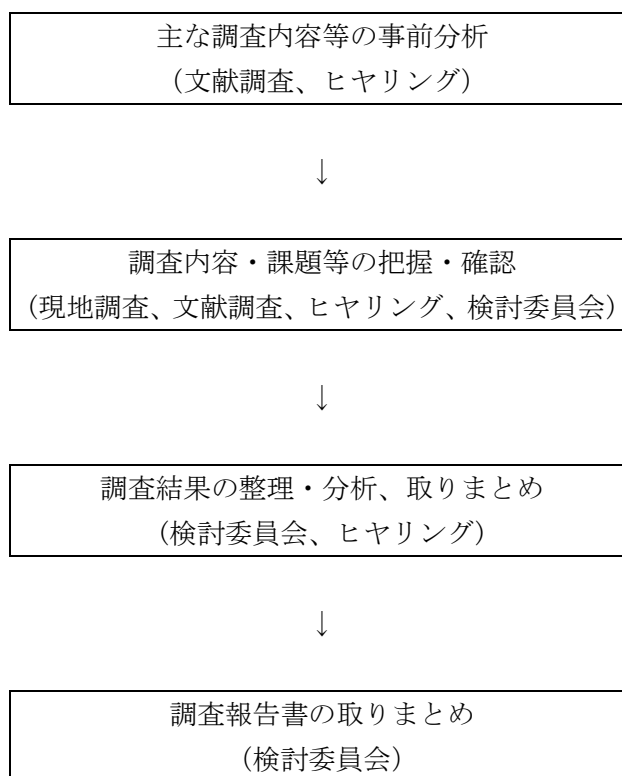 主な調査内容等の事前分析
（文献調査、ヒヤリング）
↓
調査内容・課題等の把握・確認
（現地調査、文献調査、ヒヤリング、検討委員会）
↓
調査結果の整理・分析、取りまとめ
（検討委員会、ヒヤリング）
↓
調査報告書の取りまとめ
（検討委員会）